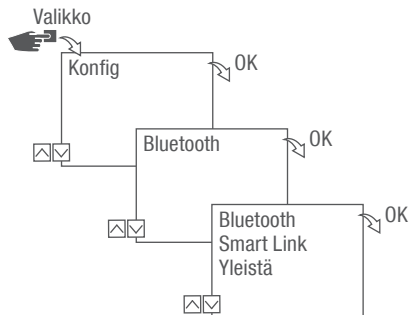 Valikko
Konfig
OK
Bluetooth
OK
Bluetooth
Smart Link
Yleistä
OK